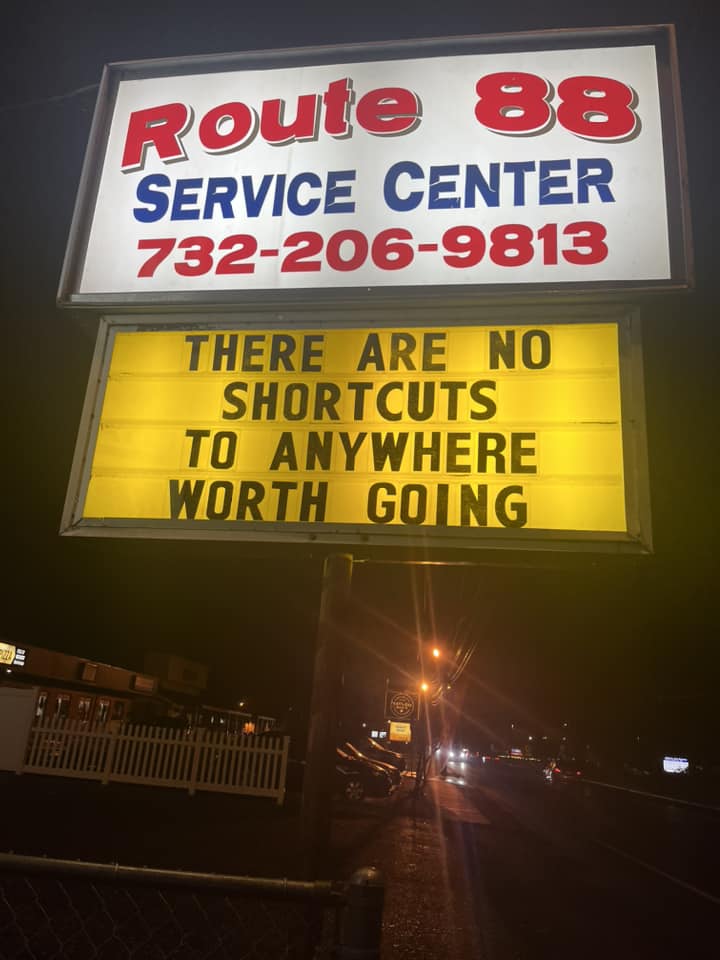 Route 88
SERVICE CENTER
732-206-9813
THERE ARE NO
SHORTCUTS
TO ANYWHERE
WORTH GOING